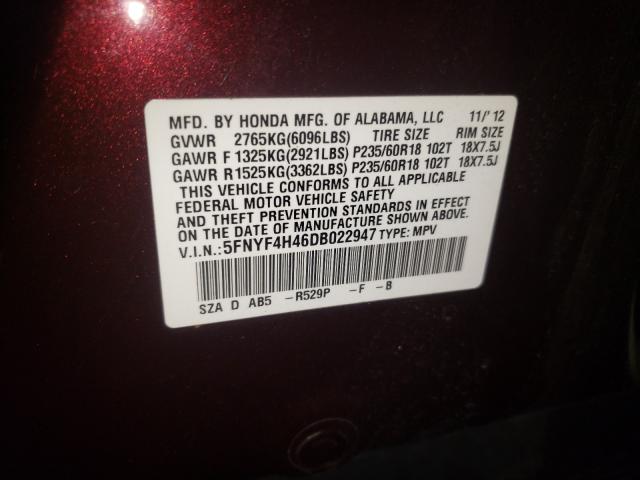 MFD. BY HONDA MFG. OF ALABAMA, LLC 11/'12
GVWR 2765KG(6096LBS) TIRE SIZE RIM SIZE
GAWR F 1325KG(2921LBS) P235/60R18 102T 18X7.5J
GAWR R1525KG(3362LBS) P235/60R18 102T 18X7.5J
THIS VEHICLE CONFORMS TO ALL APPLICABLE
FEDERAL MOTOR VEHICLE SAFETY
AND THEFT PREVENTION STANDARDS IN EFFECT
ON THE DATE OF MANUFACTURE SHOWN ABOVE.
V.I.N.:5FNYF4H46DB022947 TYPE: MPV
SZA D AB5 -R529P -F -B